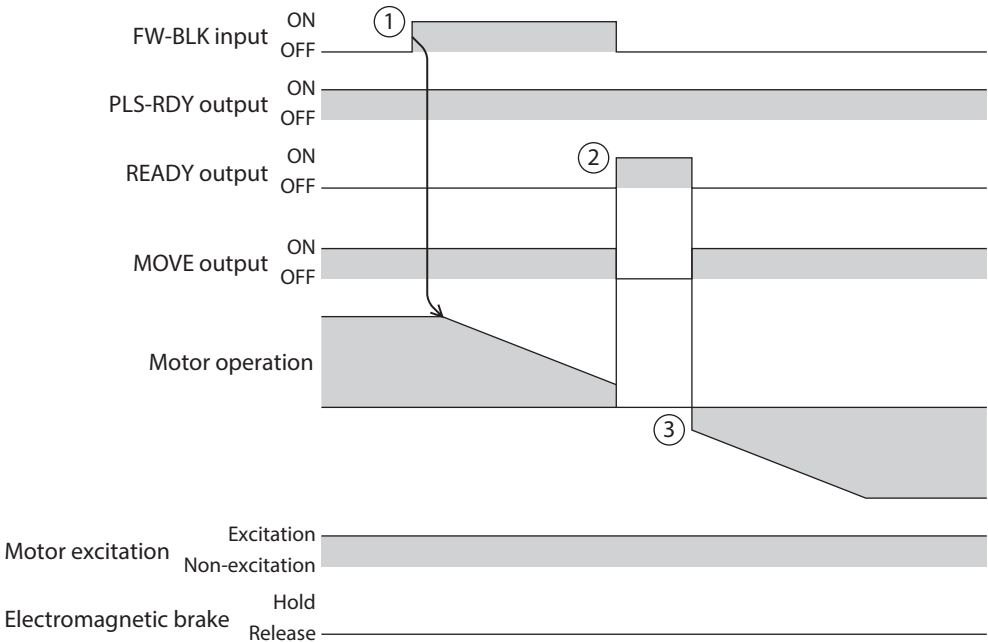 FW-BLK input
ON
OFF
①
PLS-RDY output
ON
OFF
READY output
ON
OFF
②
MOVE output
ON
OFF
Motor operation
③
Motor excitation
Excitation
Non-excitation
Electromagnetic brake
Hold
Release